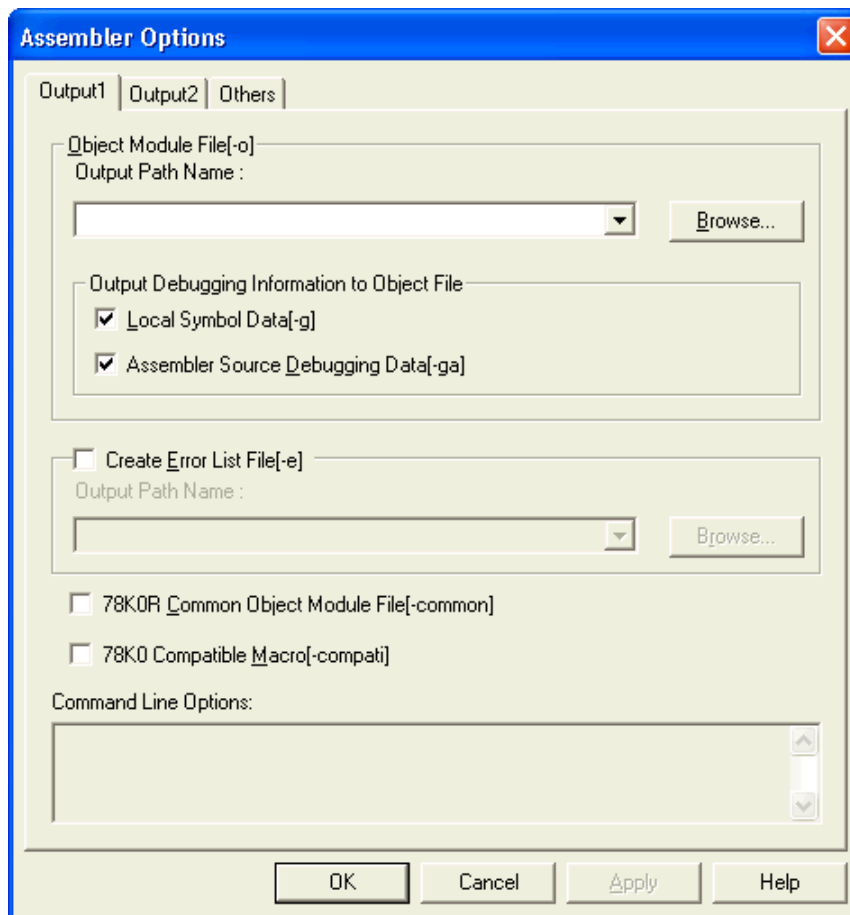 Assembler Options
Output1 Output2 Others
Object Module File[-o]
Output Path Name :
Browse...
Output Debugging Information to Object File
Local Symbol Data[-g]
Assembler Source Debugging Data[-ga]
Create Error List File[-e]
Output Path Name :
Browse...
78K0R Common Object Module File[-common]
78K0 Compatible Macro[-compati]
Command Line Options:
OK Cancel Apply Help